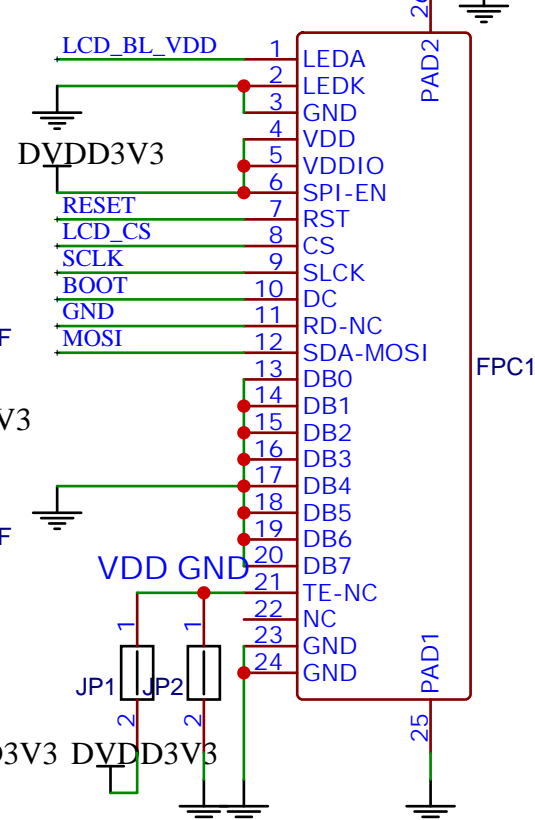 26
LCD_BL_VDD 1 LEDA
2 LEDK
3 GND
PAD2
4 VDD
DVDD3V3
5 VDDIO
6 SPI-EN
RESET 7 RST
LCD_CS 8 CS
SCLK 9 SLCK
BOOT 10 DC
GND 11 RD-NC
F
MOSI 12 SDA-MOSI
FPC1
13 DB0
14 DB1
V3
15 DB2
16 DB3
17 DB4
18 DB5
F
19 DB6
20 DB7
VDD GND
21 TE-NC
22 NC
1 1
23 GND
24 GND
PAD1
JP1 JP2
2 2
25
3V3 DVDD3V3